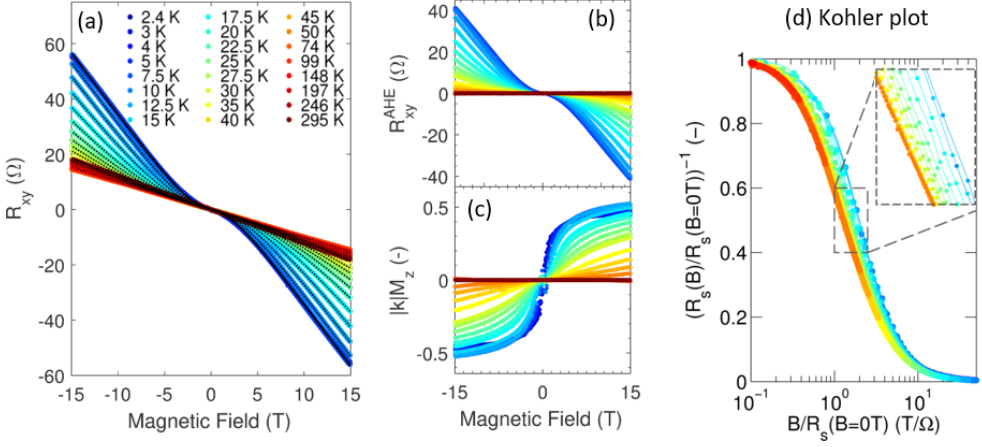 (a)
2.4 K 17.5 K 45 K
3 K 20 K 50 K
4 K 22.5 K 74 K
5 K 25 K 99 K
7.5 K 27.5 K 148 K
10 K 30 K 197 K
12.5 K 35 K 246 K
15 K 40 K 295 K
60
40
20
0
-20
-40
-60
-15 -10 -5 0 5 10 15
R_xy (Ω)
Magnetic Field (T)
(b)
40
20
0
-20
-40
R_xy^AHE (Ω)
(c)
0.5
0
-0.5
-15 0 15
|k|M_z (-)
Magnetic Field (T)
(d) Kohler plot
1
0.8
0.6
0.4
0.2
0
10^-1 10^0 10^1
(R_s(B)/R_s(B=0T))^-1 (-)
B/R_s(B=0T) (T/Ω)